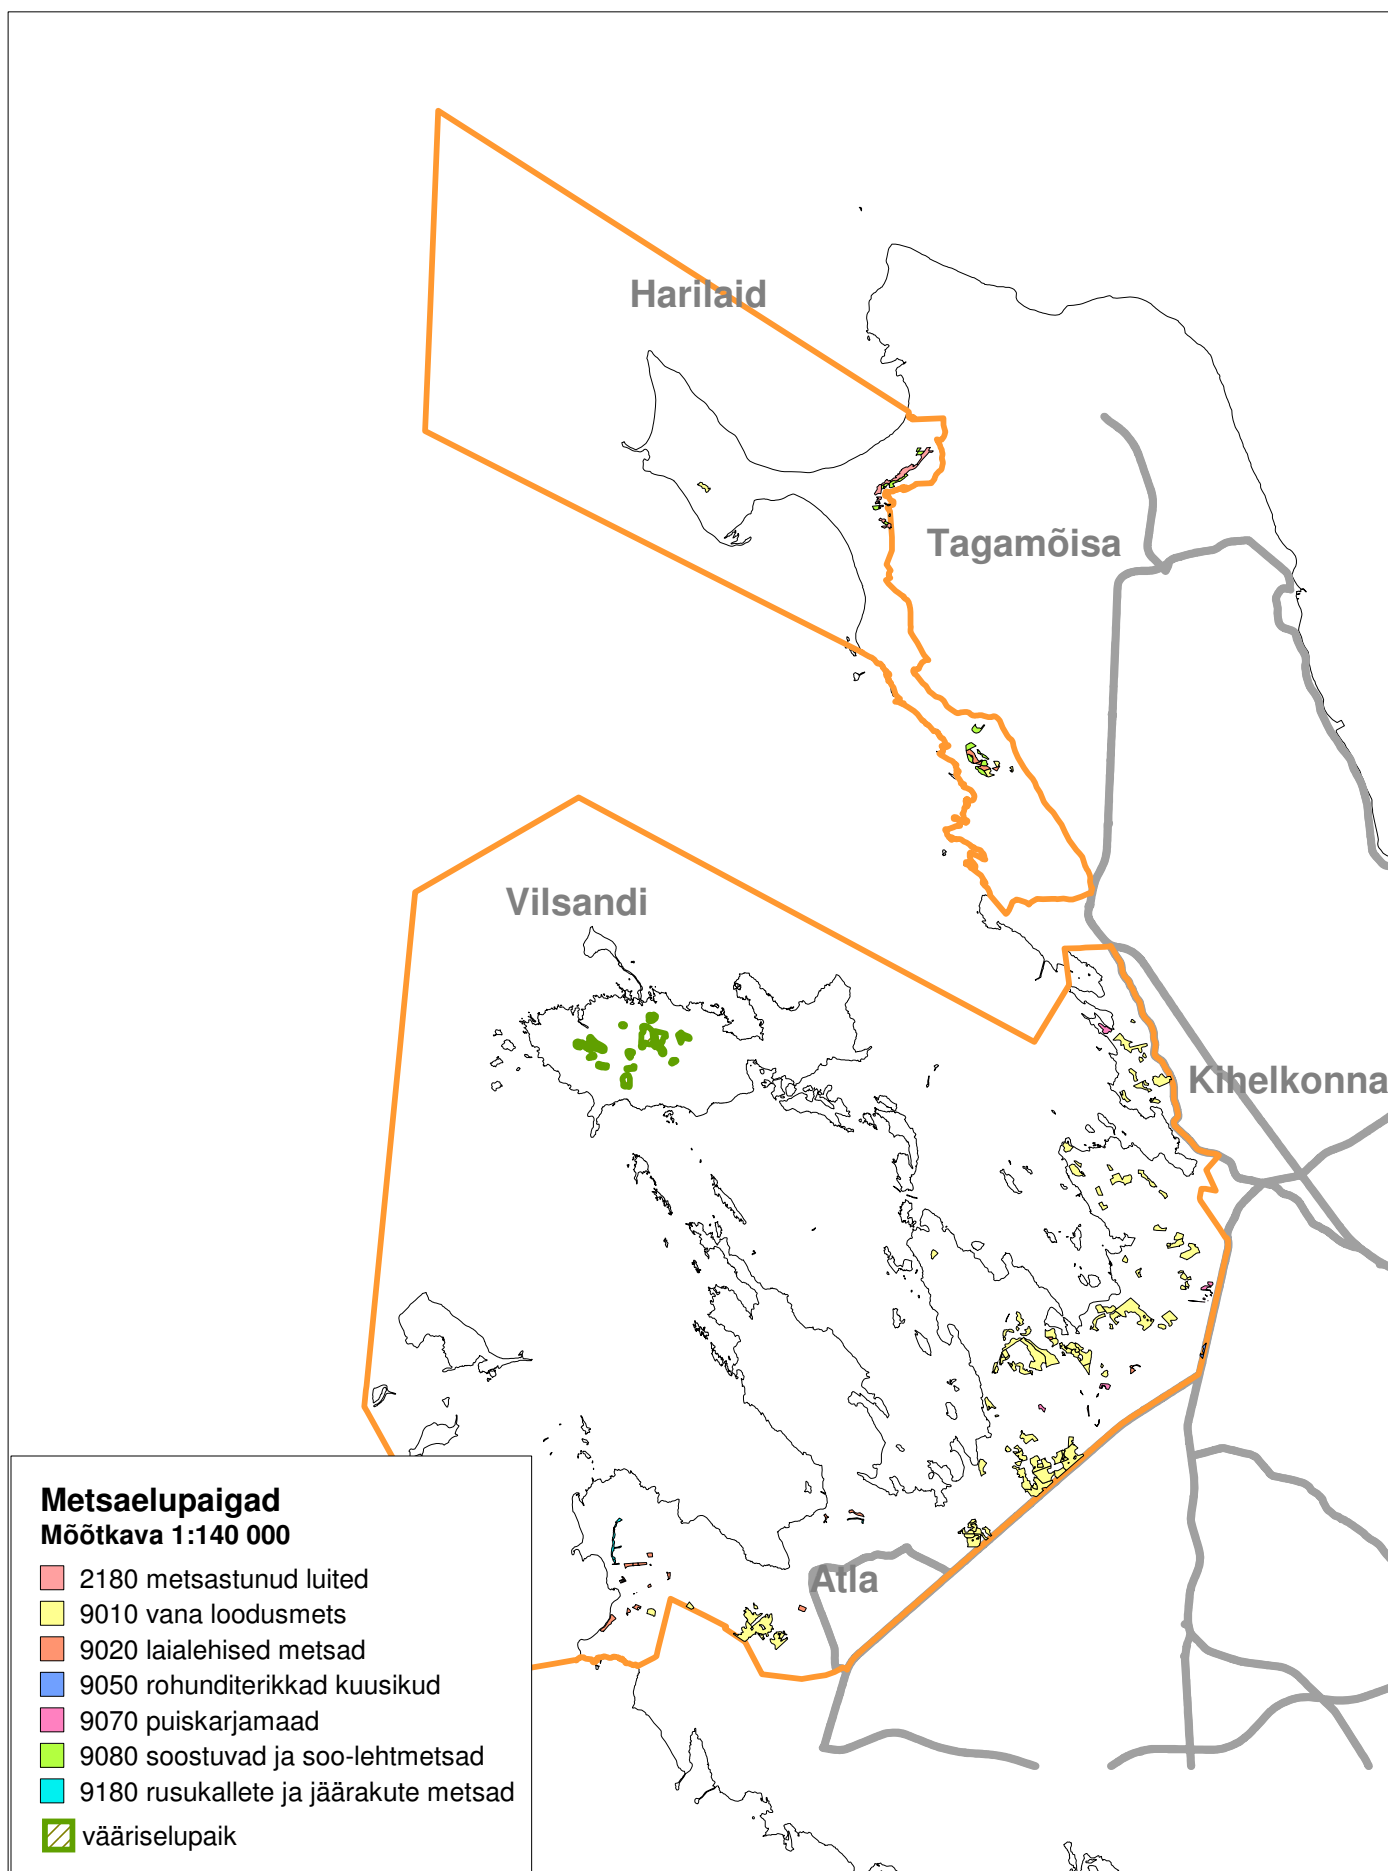 Harilaid
Tagamõisa
Vilsandi
Kihelkonna
Atla
Metsaelupaigad
Mõõtkava 1:140 000
2180 metsastunud luited
9010 vana loodusmets
9020 laialehised metsad
9050 rohunditerikkad kuusikud
9070 puiskarjamaad
9080 soostuvad ja soo-lehtmetsad
9180 rusukallete ja jäärakute metsad
vääriselupaik